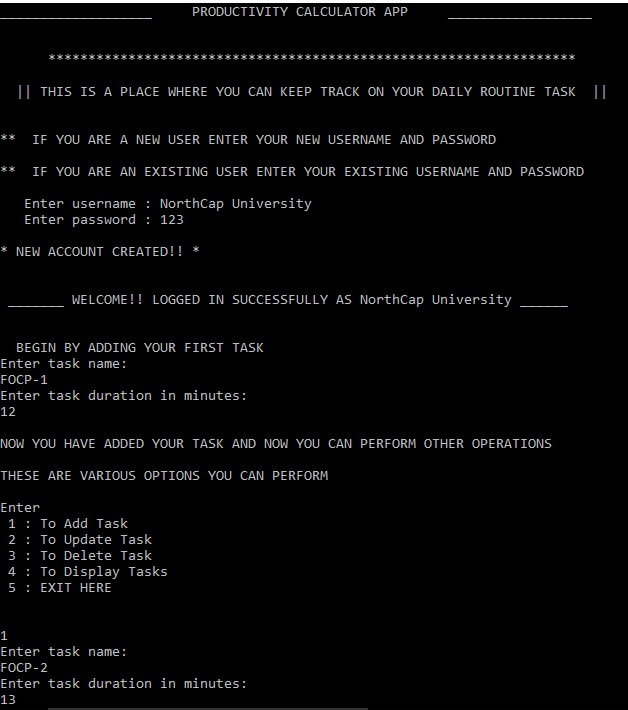 ___________________     PRODUCTIVITY CALCULATOR APP     __________________
******************************************************************
|| THIS IS A PLACE WHERE YOU CAN KEEP TRACK ON YOUR DAILY ROUTINE TASK  ||
**  IF YOU ARE A NEW USER ENTER YOUR NEW USERNAME AND PASSWORD
**  IF YOU ARE AN EXISTING USER ENTER YOUR EXISTING USERNAME AND PASSWORD
Enter username : NorthCap University
Enter password : 123
* NEW ACCOUNT CREATED!! *
_______ WELCOME!! LOGGED IN SUCCESSFULLY AS NorthCap University ______
BEGIN BY ADDING YOUR FIRST TASK
Enter task name:
FOCP-1
Enter task duration in minutes:
12
NOW YOU HAVE ADDED YOUR TASK AND NOW YOU CAN PERFORM OTHER OPERATIONS
THESE ARE VARIOUS OPTIONS YOU CAN PERFORM
Enter
1 : To Add Task
2 : To Update Task
3 : To Delete Task
4 : To Display Tasks
5 : EXIT HERE
1
Enter task name:
FOCP-2
Enter task duration in minutes:
13